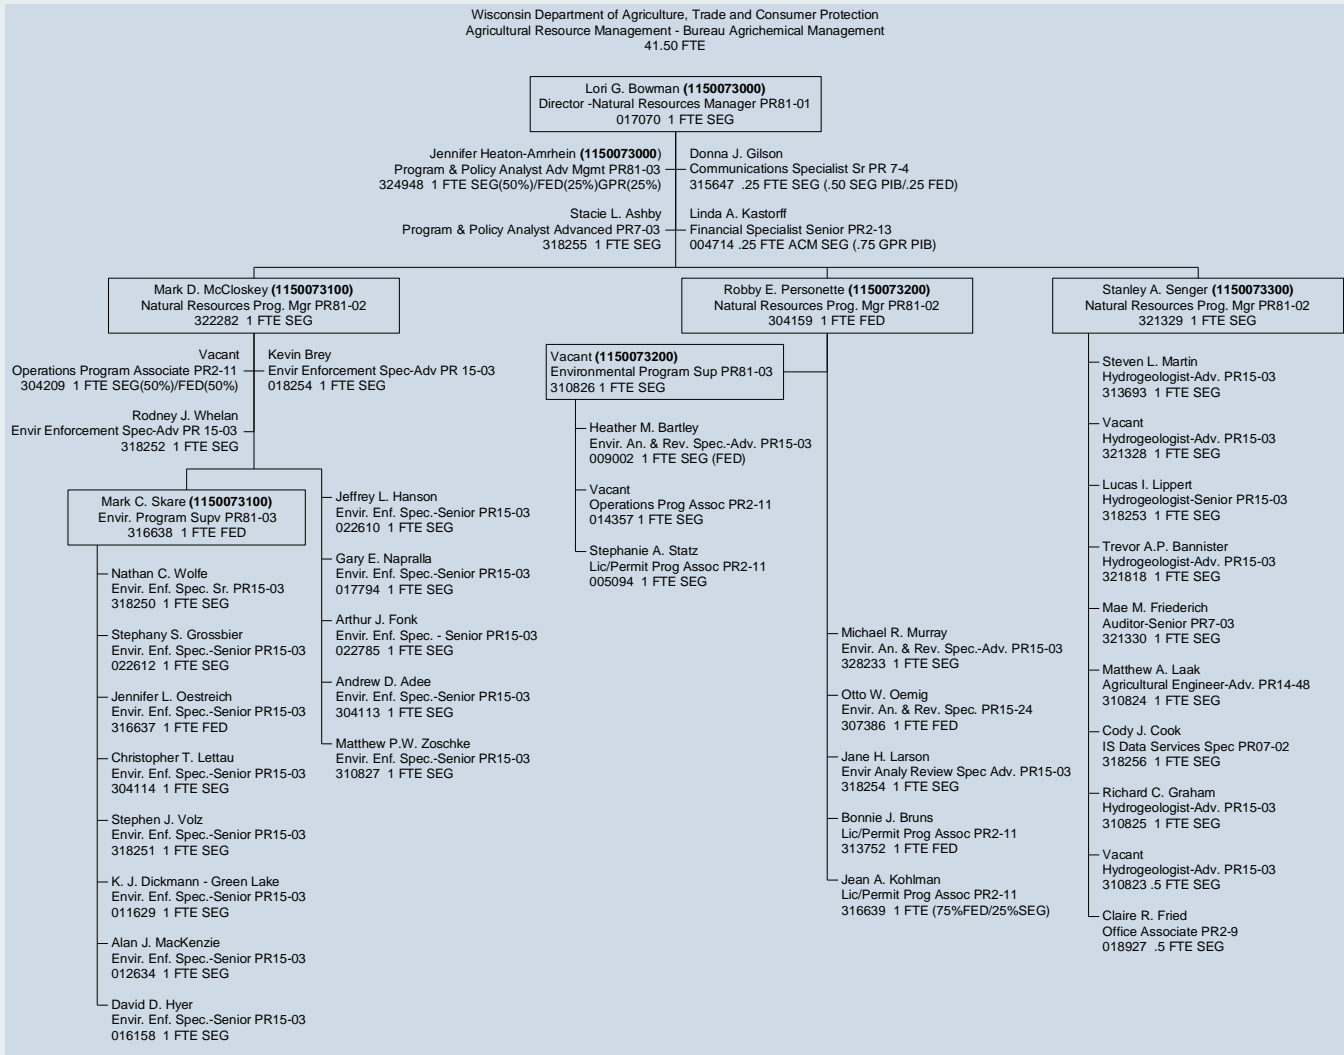 Wisconsin Department of Agriculture, Trade and Consumer Protection
Agricultural Resource Management - Bureau Agrichemical Management
41.50 FTE
Lori G. Bowman (1150073000)
Director -Natural Resources Manager PR81-01
017070 1 FTE SEG
Jennifer Heaton-Amrhein (1150073000)
Program & Policy Analyst Adv Mgmt PR81-03
324948 1 FTE SEG(50%)/FED(25%)GPR(25%)
Donna J. Gilson
Communications Specialist Sr PR 7-4
315647 .25 FTE SEG (.50 SEG PIB/.25 FED)
Stacie L. Ashby
Program & Policy Analyst Advanced PR7-03
318255 1 FTE SEG
Linda A. Kastorff
Financial Specialist Senior PR2-13
004714 .25 FTE ACM SEG (.75 GPR PIB)
Mark D. McCloskey (1150073100)
Natural Resources Prog. Mgr PR81-02
322282 1 FTE SEG
Vacant
Operations Program Associate PR2-11
304209 1 FTE SEG(50%)/FED(50%)
Kevin Brey
Envir Enforcement Spec-Adv PR 15-03
018254 1 FTE SEG
Rodney J. Whelan
Envir Enforcement Spec-Adv PR 15-03
318252 1 FTE SEG
Mark C. Skare (1150073100)
Envir. Program Supv PR81-03
316638 1 FTE FED
Nathan C. Wolfe
Envir. Enf. Spec. Sr. PR15-03
318250 1 FTE SEG
Stephany S. Grossbier
Envir. Enf. Spec.-Senior PR15-03
022612 1 FTE SEG
Jennifer L. Oestreich
Envir. Enf. Spec.-Senior PR15-03
316637 1 FTE FED
Christopher T. Lettau
Envir. Enf. Spec.-Senior PR15-03
304114 1 FTE SEG
Stephen J. Volz
Envir. Enf. Spec.-Senior PR15-03
318251 1 FTE SEG
K. J. Dickmann - Green Lake
Envir. Enf. Spec.-Senior PR15-03
011629 1 FTE SEG
Alan J. MacKenzie
Envir. Enf. Spec.-Senior PR15-03
012634 1 FTE SEG
David D. Hyer
Envir. Enf. Spec.-Senior PR15-03
016158 1 FTE SEG
Jeffrey L. Hanson
Envir. Enf. Spec.-Senior PR15-03
022610 1 FTE SEG
Gary E. Napralla
Envir. Enf. Spec.-Senior PR15-03
017794 1 FTE SEG
Arthur J. Fonk
Envir. Enf. Spec. - Senior PR15-03
022785 1 FTE SEG
Andrew D. Adee
Envir. Enf. Spec.-Senior PR15-03
304113 1 FTE SEG
Matthew P.W. Zoschke
Envir. Enf. Spec.-Senior PR15-03
310827 1 FTE SEG
Robby E. Personette (1150073200)
Natural Resources Prog. Mgr PR81-02
304159 1 FTE FED
Vacant (1150073200)
Environmental Program Sup PR81-03
310826 1 FTE SEG
Heather M. Bartley
Envir. An. & Rev. Spec.-Adv. PR15-03
009002 1 FTE SEG (FED)
Vacant
Operations Prog Assoc PR2-11
014357 1 FTE SEG
Stephanie A. Statz
Lic/Permit Prog Assoc PR2-11
005094 1 FTE SEG
Michael R. Murray
Envir. An. & Rev. Spec.-Adv. PR15-03
328233 1 FTE SEG
Otto W. Oemig
Envir. An. & Rev. Spec. PR15-24
307386 1 FTE FED
Jane H. Larson
Envir Analy Review Spec Adv. PR15-03
318254 1 FTE SEG
Bonnie J. Bruns
Lic/Permit Prog Assoc PR2-11
313752 1 FTE FED
Jean A. Kohlman
Lic/Permit Prog Assoc PR2-11
316639 1 FTE (75%FED/25%SEG)
Stanley A. Senger (1150073300)
Natural Resources Prog. Mgr PR81-02
321329 1 FTE SEG
Steven L. Martin
Hydrogeologist-Adv. PR15-03
313693 1 FTE SEG
Vacant
Hydrogeologist-Adv. PR15-03
321328 1 FTE SEG
Lucas I. Lippert
Hydrogeologist-Senior PR15-03
318253 1 FTE SEG
Trevor A.P. Bannister
Hydrogeologist-Adv. PR15-03
321818 1 FTE SEG
Mae M. Friederich
Auditor-Senior PR7-03
321330 1 FTE SEG
Matthew A. Laak
Agricultural Engineer-Adv. PR14-48
310824 1 FTE SEG
Cody J. Cook
IS Data Services Spec PR07-02
318256 1 FTE SEG
Richard C. Graham
Hydrogeologist-Adv. PR15-03
310825 1 FTE SEG
Vacant
Hydrogeologist-Adv. PR15-03
310823 .5 FTE SEG
Claire R. Fried
Office Associate PR2-9
018927 .5 FTE SEG